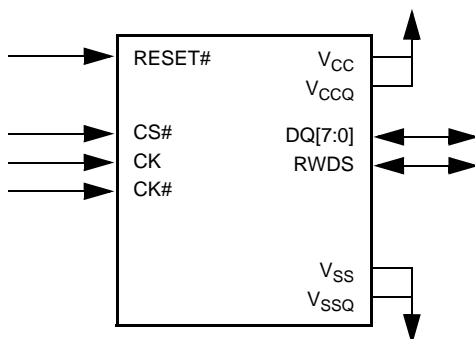 RESET#
CS#
CK
CK#
VCC
VCCQ
DQ[7:0]
RWDS
VSS
VSSQ